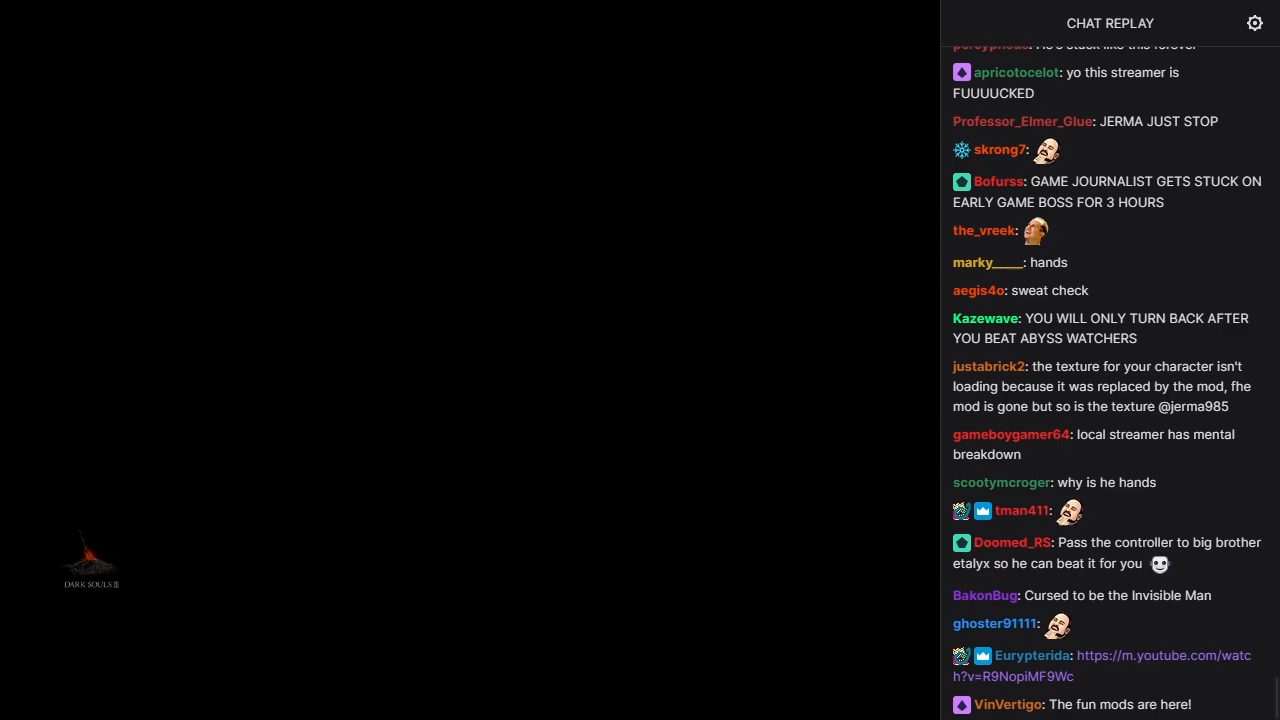 CHAT REPLAY
apricotocelot: yo this streamer is
FUUUUCKED
Professor_Elmer_Glue: JERMA JUST STOP
skrong7:
Bofurss: GAME JOURNALIST GETS STUCK ON
EARLY GAME BOSS FOR 3 HOURS
the_vreek:
marky_____: hands
aegis4o: sweat check
Kazewave: YOU WILL ONLY TURN BACK AFTER
YOU BEAT ABYSS WATCHERS
justabrick2: the texture for your character isn't
loading because it was replaced by the mod, fhe
mod is gone but so is the texture @jerma985
gameboygamer64: local streamer has mental
breakdown
scootymcroger: why is he hands
tman411:
Doomed_RS: Pass the controller to big brother
etalyx so he can beat it for you
BakonBug: Cursed to be the Invisible Man
ghoster91111:
Eurypterida: https://m.youtube.com/watc
h?v=R9NopiMF9Wc
VinVertigo: The fun mods are here!
DARK SOULS III